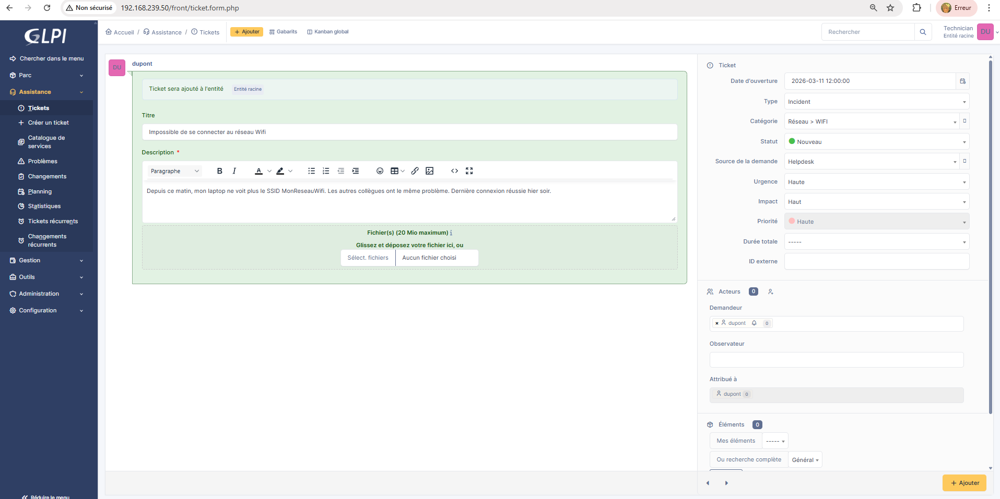 Non sécurisé
192.168.239.50/front/ticket.form.php
Erreur
GLPI
Chercher dans le menu
Parc
Assistance
Tickets
Créer un ticket
Catalogue de
services
Problèmes
Changements
Planning
Statistiques
Tickets récurrents
Changements
récurrents
Gestion
Outils
Administration
Configuration
Réduire le menu
Accueil / Assistance / Tickets
Ajouter
Gabarits
Kanban global
Rechercher
Technician
Entité racine
DU
DU
dupont
Ticket sera ajouté à l'entité Entité racine
Titre
Impossible de se connecter au réseau Wifi
Description *
Paragraphe
B I A
Depuis ce matin, mon laptop ne voit plus le SSID MonReseauWifi. Les autres collègues ont le même problème. Dernière connexion réussie hier soir.
Fichier(s) (20 Mio maximum) i
Glissez et déposez votre fichier ici, ou
Sélect. fichiers Aucun fichier choisi
Ticket
Date d'ouverture 2026-03-11 12:00:00
Type Incident
Catégorie Réseau > WIFI
Statut Nouveau
Source de la demande Helpdesk
Urgence Haute
Impact Haut
Priorité Haute
Durée totale -----
ID externe
Acteurs 0
Demandeur
× dupont 0
Observateur
Attribué à
dupont 0
Éléments 0
Mes éléments -----
Ou recherche complète Général
+ Ajouter